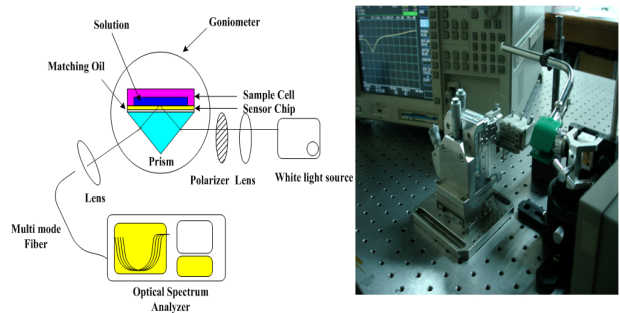 Solution
Goniometer
Matching Oil
Sample Cell
Sensor Chip
Prism
Polarizer Lens
White light source
Lens
Multi mode
Fiber
Optical Spectrum
Analyzer